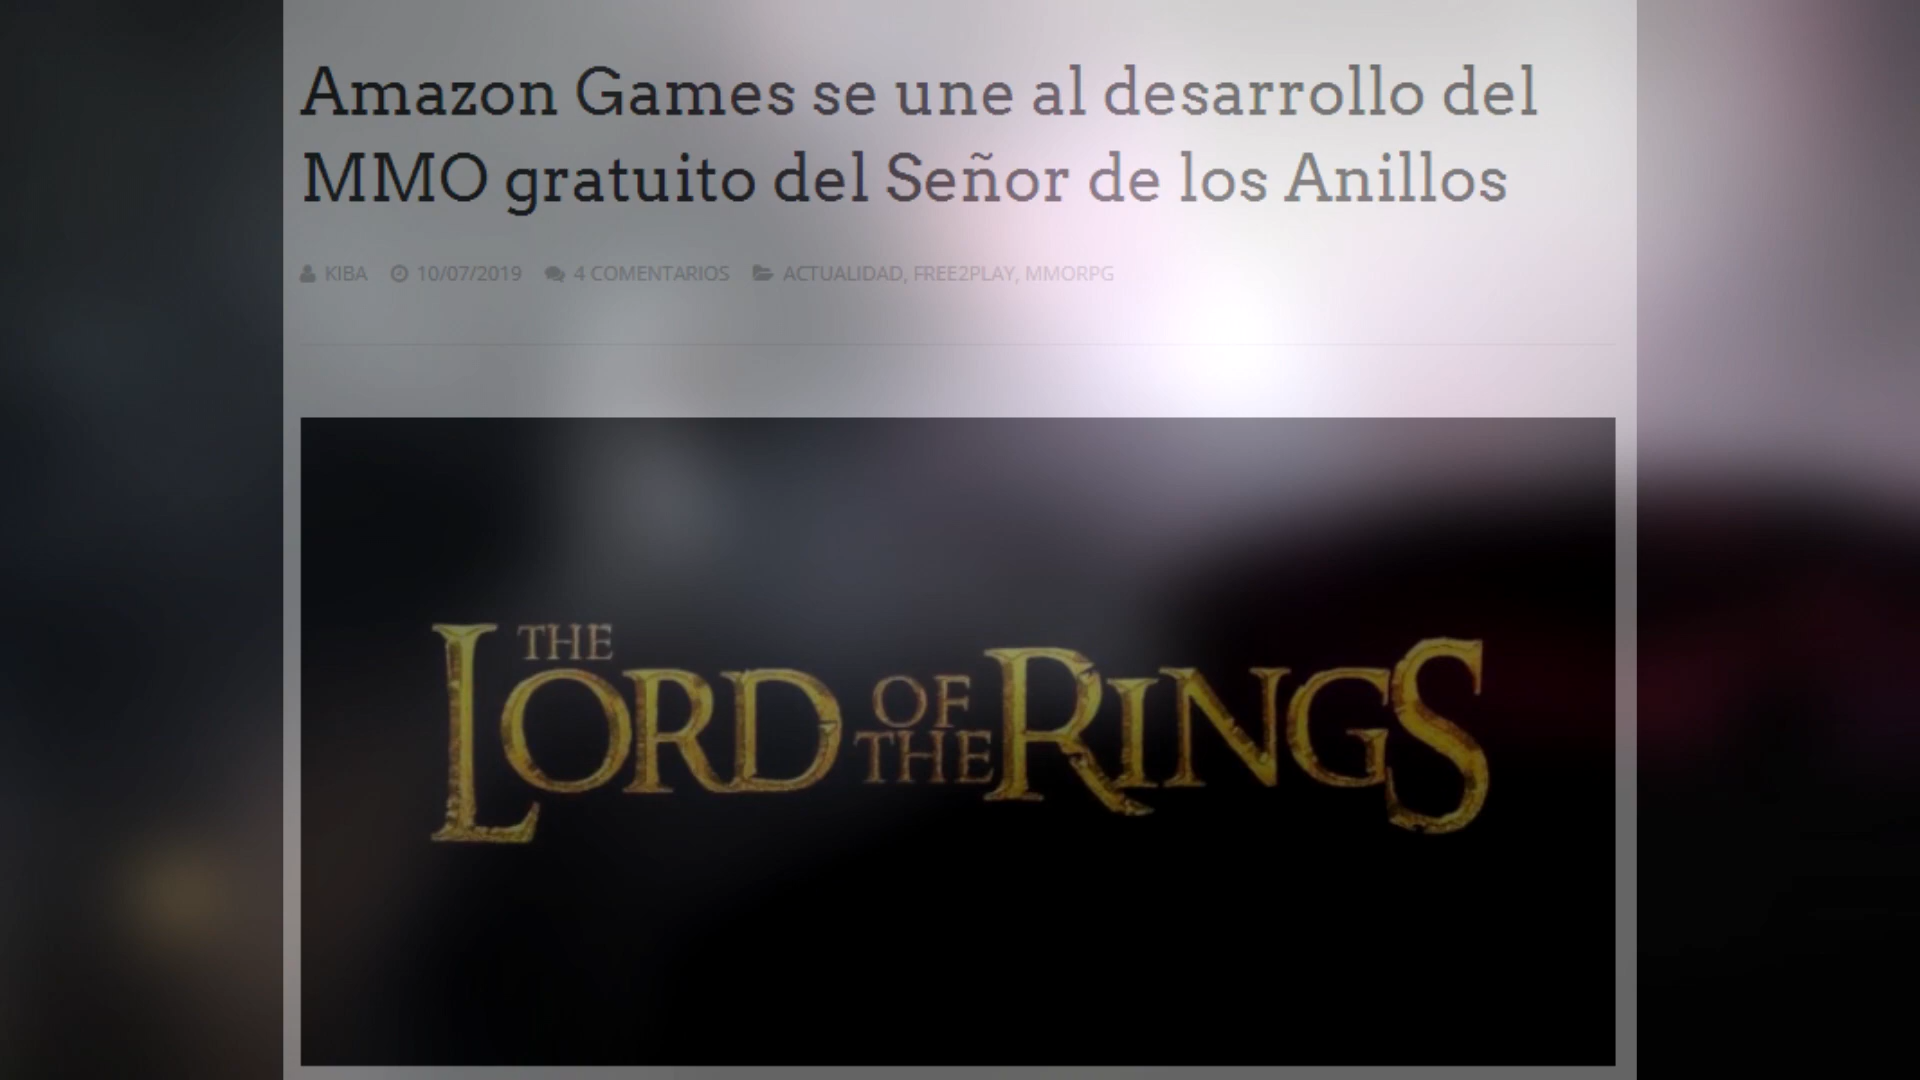 Amazon Games se une al desarrollo del
MMO gratuito del Señor de los Anillos
KIBA 10/07/2019 4 COMENTARIOS ACTUALIDAD, FREE2PLAY, MMORPG
THE LORD OF THE RINGS